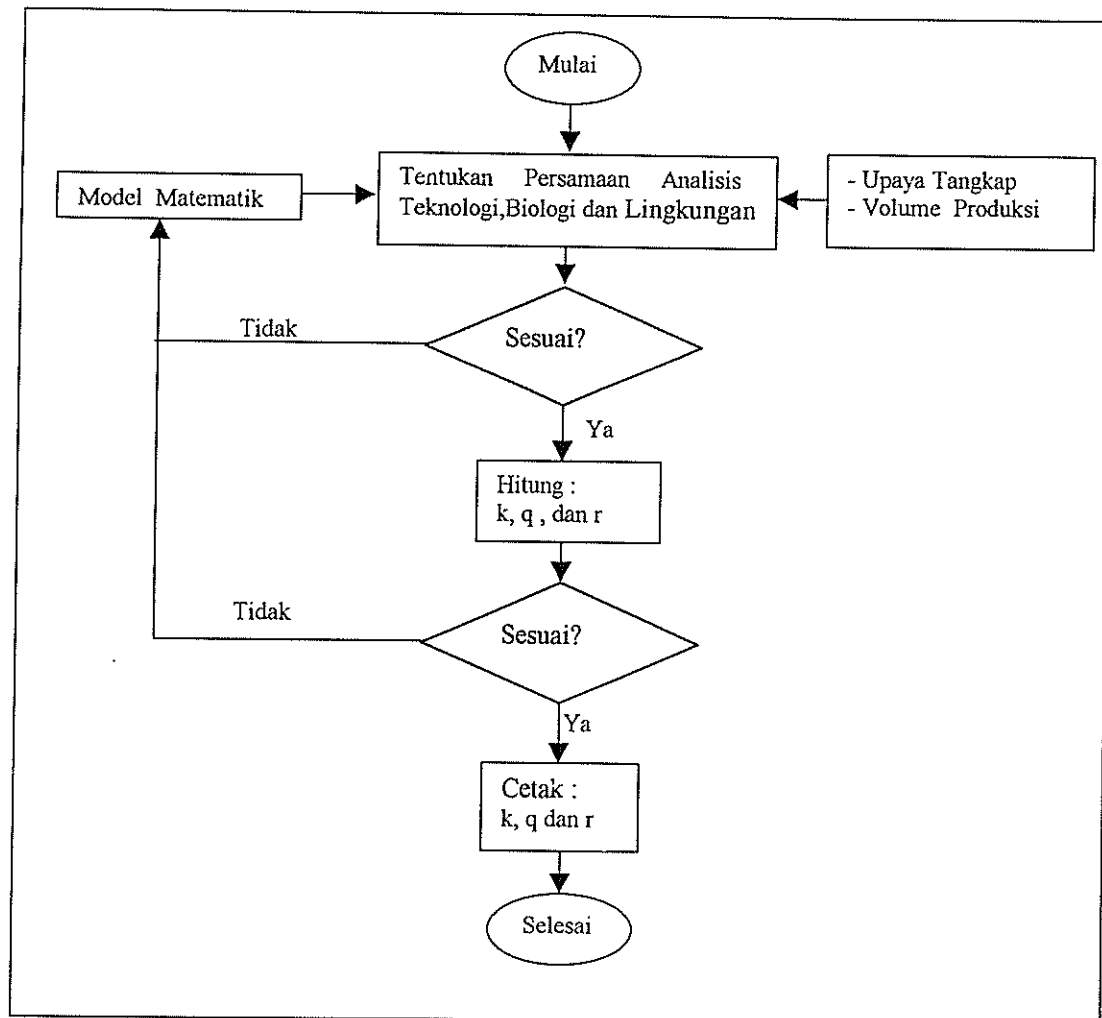 Mulai
Model Matematik
Tentukan Persamaan Analisis
Teknologi,Biologi dan Lingkungan
- Upaya Tangkap
- Volume Produksi
Tidak
Sesuai?
Ya
Hitung :
k, q , dan r
Tidak
Sesuai?
Ya
Cetak :
k, q dan r
Selesai